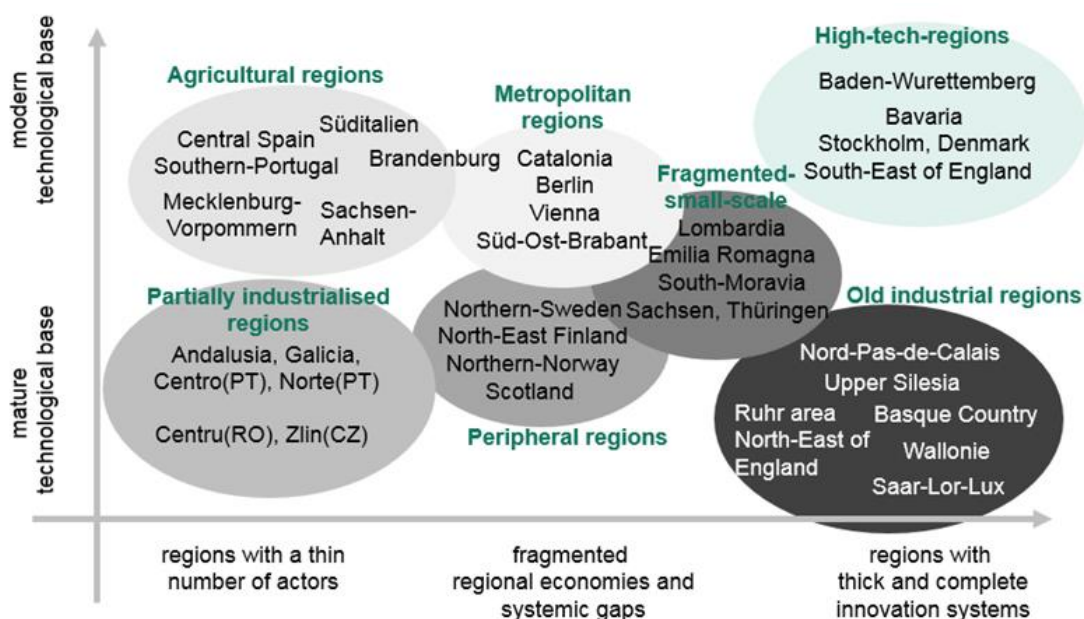 modern
technological base
mature
technological base
Agricultural regions
Central Spain
Süditalien
Southern-Portugal
Brandenburg
Mecklenburg-
Vorpommern
Sachsen-
Anhalt
Metropolitan
regions
Catalonia
Berlin
Vienna
Süd-Ost-Brabant
High-tech-regions
Baden-Wurettemberg
Bavaria
Stockholm, Denmark
South-East of England
Fragmented-
small-scale
Lombardia
Emilia Romagna
South-Moravia
Sachsen, Thüringen
Partially industrialised
regions
Andalusia, Galicia,
Centro(PT), Norte(PT)
Centru(RO), Zlin(CZ)
Northern-Sweden
North-East Finland
Northern-Norway
Scotland
Peripheral regions
Old industrial regions
Nord-Pas-de-Calais
Upper Silesia
Ruhr area
North-East of
England
Basque Country
Wallonie
Saar-Lor-Lux
regions with a thin
number of actors
fragmented
regional economies and
systemic gaps
regions with
thick and complete
innovation systems